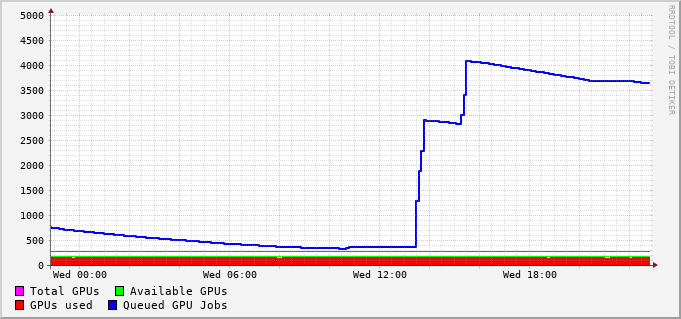 5000
4500
4000
3500
3000
2500
2000
1500
1000
500
0
Wed 00:00 Wed 06:00 Wed 12:00 Wed 18:00
Total GPUs Available GPUs
GPUs used Queued GPU Jobs
RRDTOOL / TOBI OETIKER